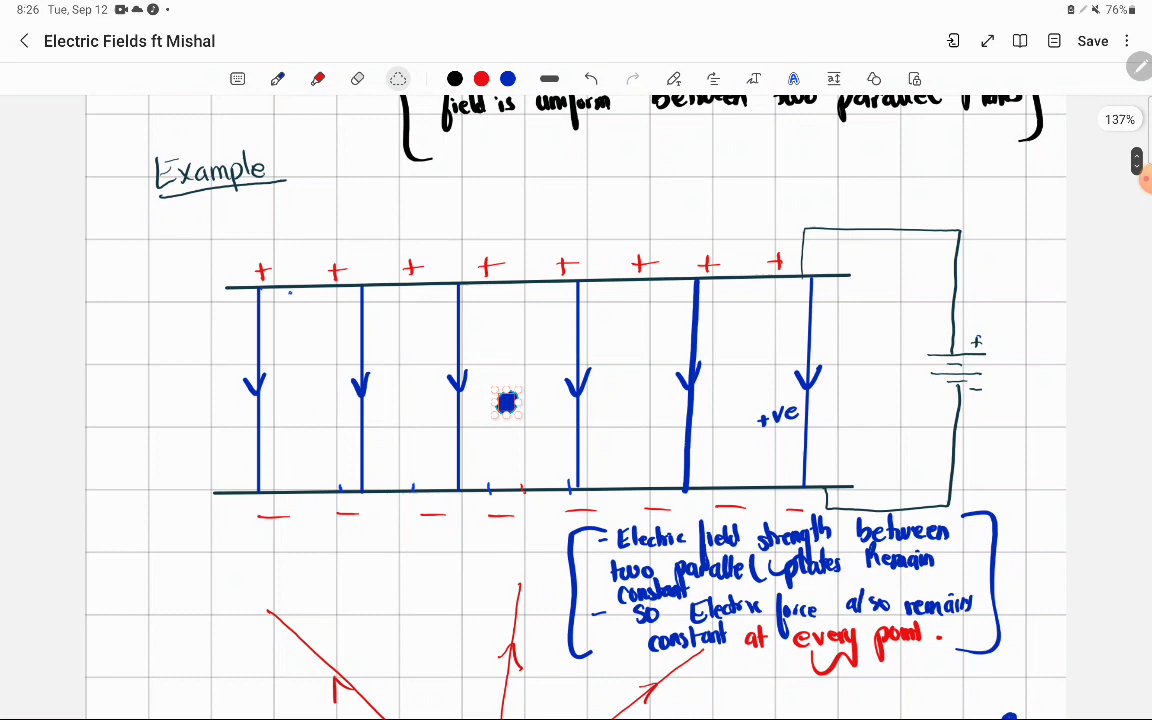 8:26 Tue, Sep 12
76%
Electric Fields ft Mishal
Save
137%
field is uniform between two parallel Plates
Example
+ + + + + + + +
+
-
+ve
- Electric field strength between
two parallel plates Remain
constant
- so Electric force also remains
constant at every point.